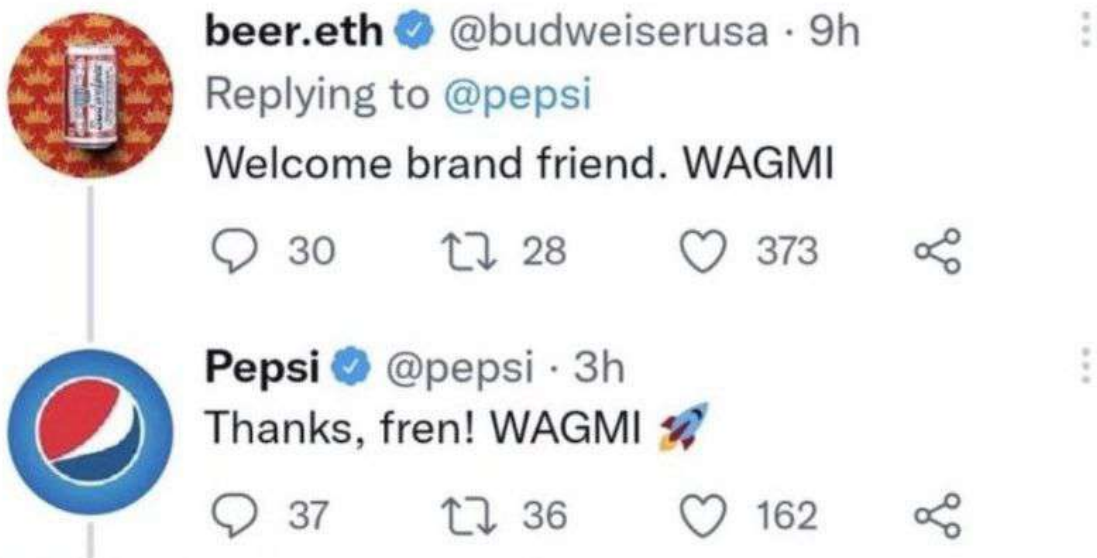 beer.eth @budweiserusa · 9h
Replying to @pepsi
Welcome brand friend. WAGMI
30 28 373
Pepsi @pepsi · 3h
Thanks, fren! WAGMI 🚀
37 36 162